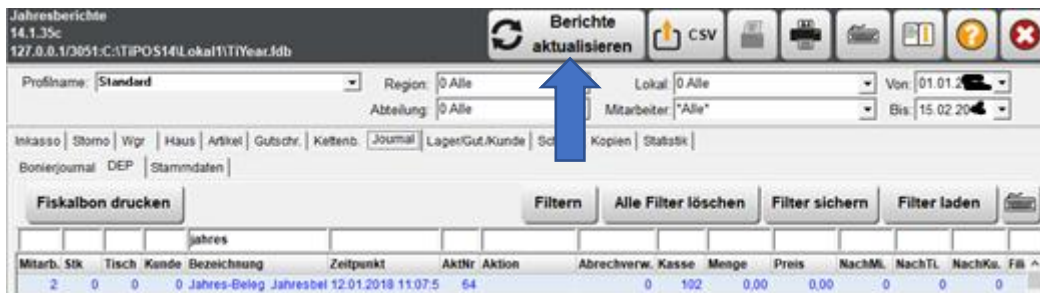 Jahresberichte
14.1.35c
127.0.0.1/3051:C:\TiPOS14\Lokal1\TiYear.fdb
Berichte
aktualisieren
CSV
Profilname: Standard Region: 0 Alle Lokal: 0 Alle Von: 01.01.2
Abteilung: 0 Alle Mitarbeiter: "Alle" Bis: 15.02.20
Inkasso Storno Wgr Haus Artikel Gutschr. Kettenb. Journal Lager/Gut./Kunde Kopien Statistik
Bonierjournal DEP Stammdaten
Fiskalbon drucken Filtern Alle Filter löschen Filter sichern Filter laden
jahres
Mitarb. Stk Tisch Kunde Bezeichnung Zeitpunkt AktNr Aktion Abrechverw. Kasse Menge Preis NachMi. NachTi. NachKu. Fili
2 0 0 0 Jahres-Beleg Jahresbel 12.01.2018 11:07:5 64 0 102 0,00 0,00 0 0 0